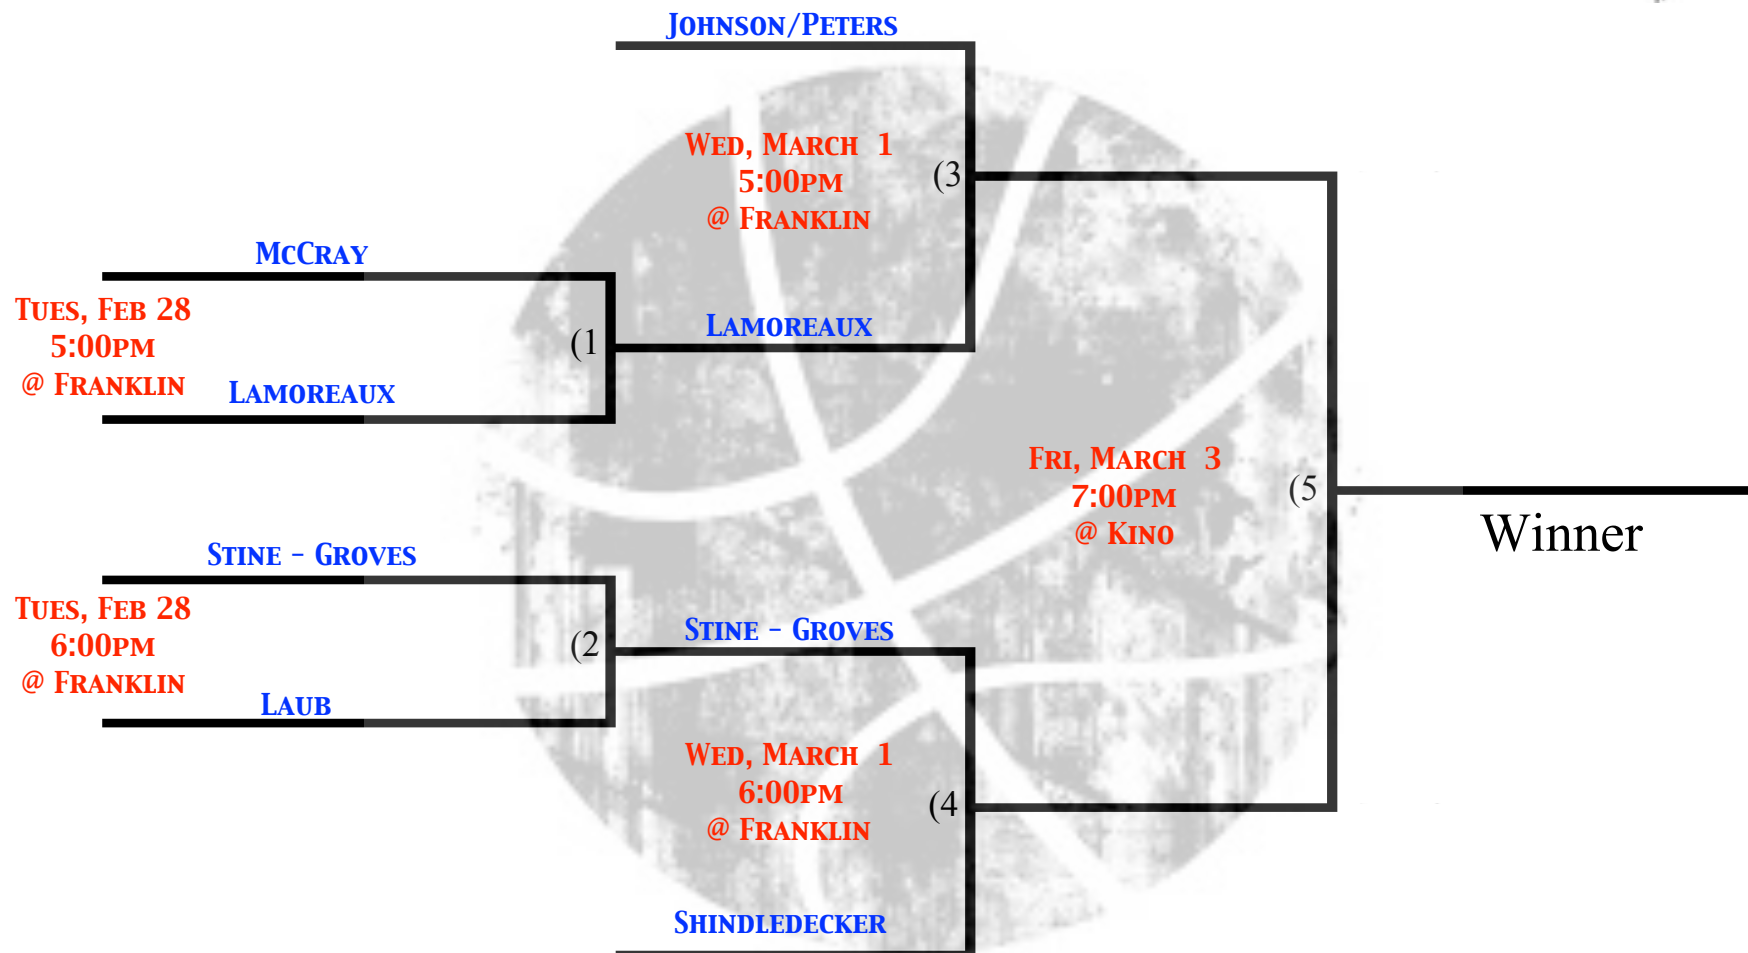 Johnson/Peters
Wed, March 1
5:00pm
@ Franklin
(3
McCray
Tues, Feb 28
5:00pm
@ Franklin
(1
Lamoreaux
Lamoreaux
Fri, March 3
7:00pm
@ Kino
(5
Winner
Stine - Groves
Tues, Feb 28
6:00pm
@ Franklin
(2
Stine - Groves
Laub
Wed, March 1
6:00pm
@ Franklin
(4
Shindledecker